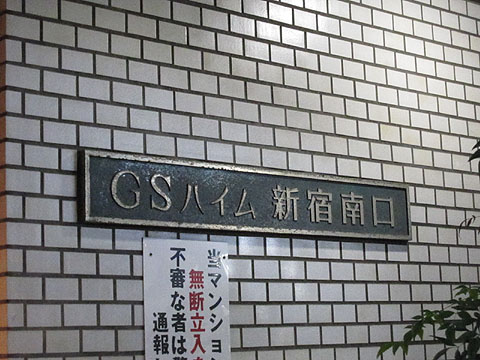 GSハイム 新宿南口
当マンション
無断立入
不審な者は
通報